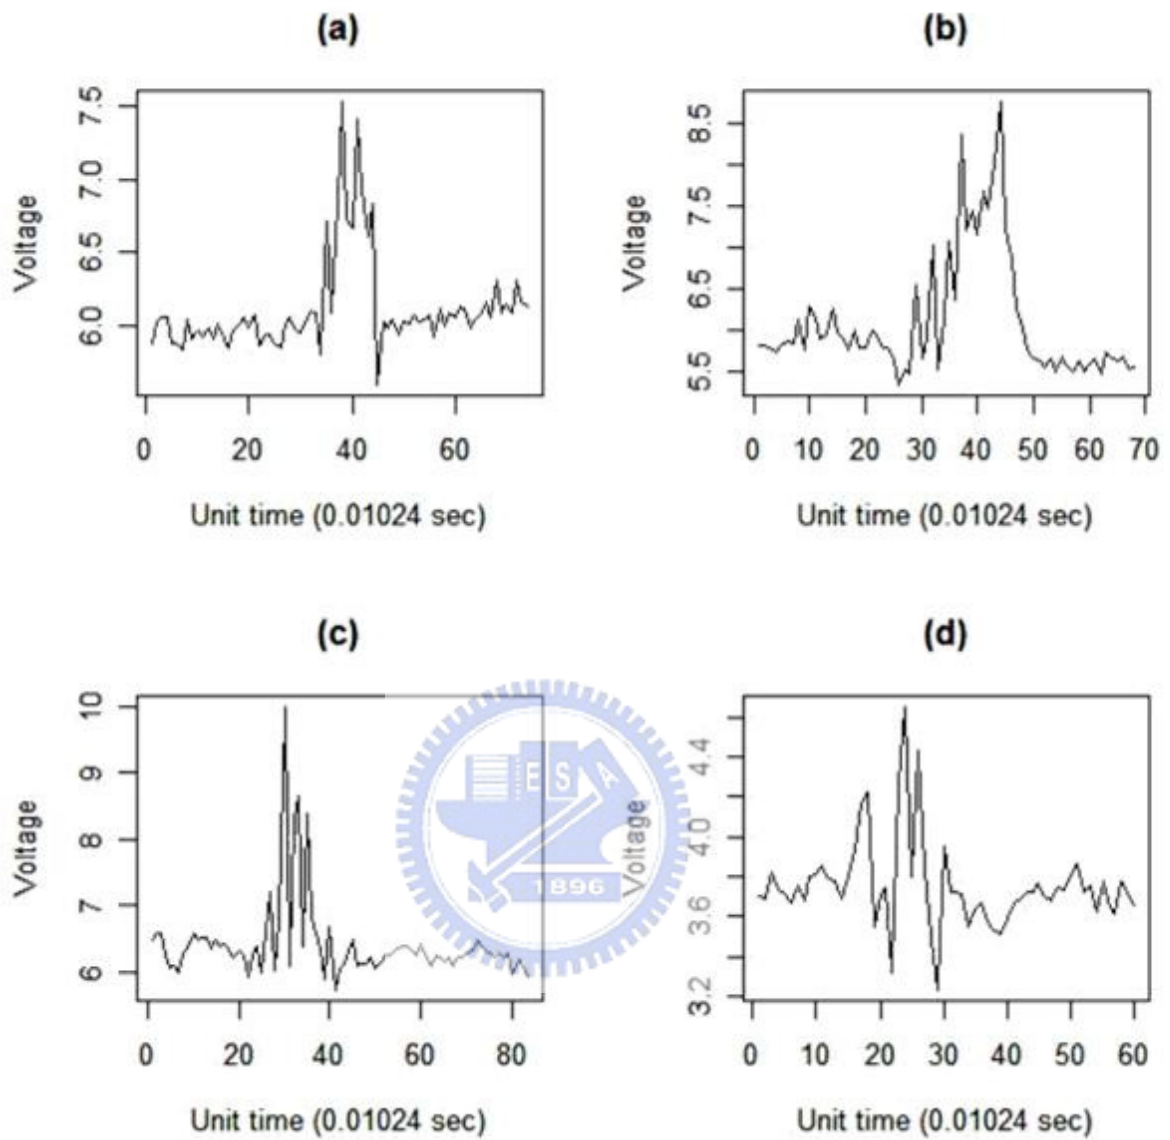 (a)
(b)
Voltage
6.0 6.5 7.0 7.5
0 20 40 60
Unit time (0.01024 sec)
Voltage
5.5 6.5 7.5 8.5
0 10 20 30 40 50 60 70
Unit time (0.01024 sec)
(c)
(d)
Voltage
6 7 8 9 10
0 20 40 60 80
Unit time (0.01024 sec)
Voltage
3.2 3.6 4.0 4.4
0 10 20 30 40 50 60
Unit time (0.01024 sec)
E S A
1896